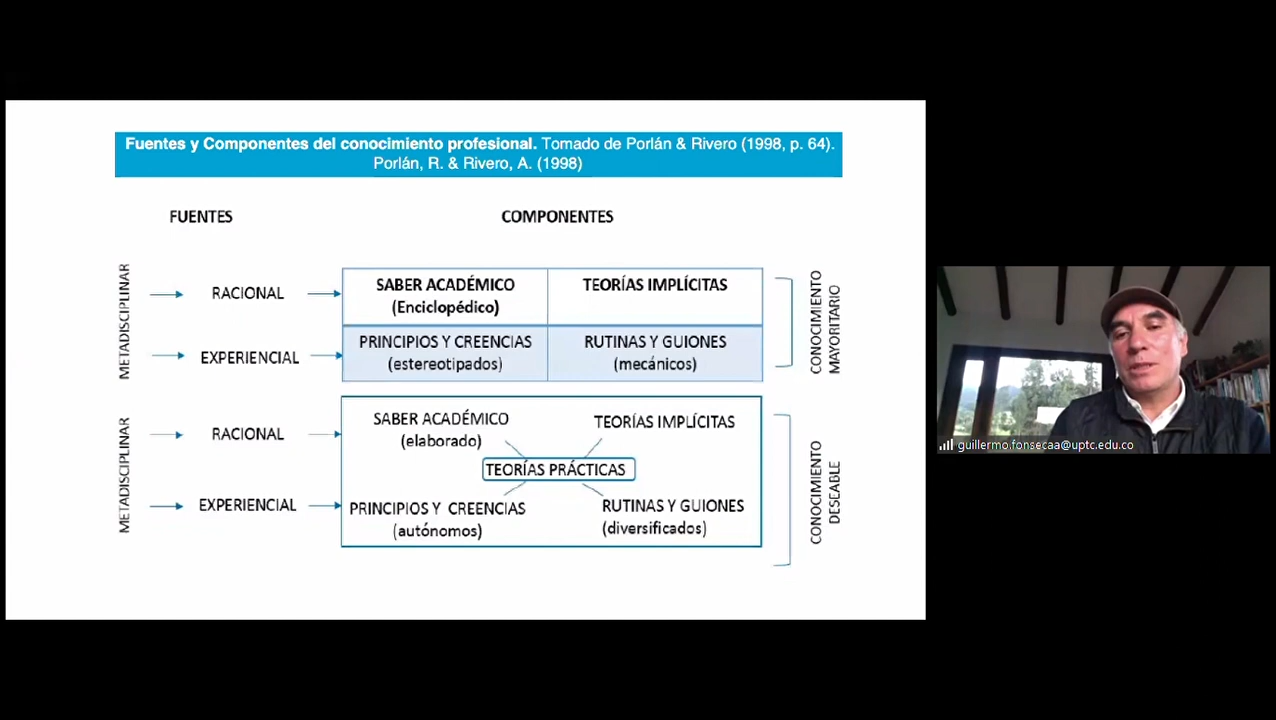 Fuentes y Componentes del conocimiento profesional. Tomado de Porlán & Rivero (1998, p. 64).
Porlán, R. & Rivero, A. (1998)
FUENTES
COMPONENTES
METADISCIPLINAR
RACIONAL
EXPERIENCIAL
SABER ACADÉMICO
(Enciclopédico)
TEORÍAS IMPLÍCITAS
PRINCIPIOS Y CREENCIAS
(estereotipados)
RUTINAS Y GUIONES
(mecánicos)
CONOCIMIENTO
MAYORITARIO
METADISCIPLINAR
RACIONAL
EXPERIENCIAL
SABER ACADÉMICO
(elaborado)
TEORÍAS IMPLÍCITAS
TEORÍAS PRÁCTICAS
PRINCIPIOS Y CREENCIAS
(autónomos)
RUTINAS Y GUIONES
(diversificados)
CONOCIMIENTO
DESEABLE
guillermo.fonsecaa@uptc.edu.co